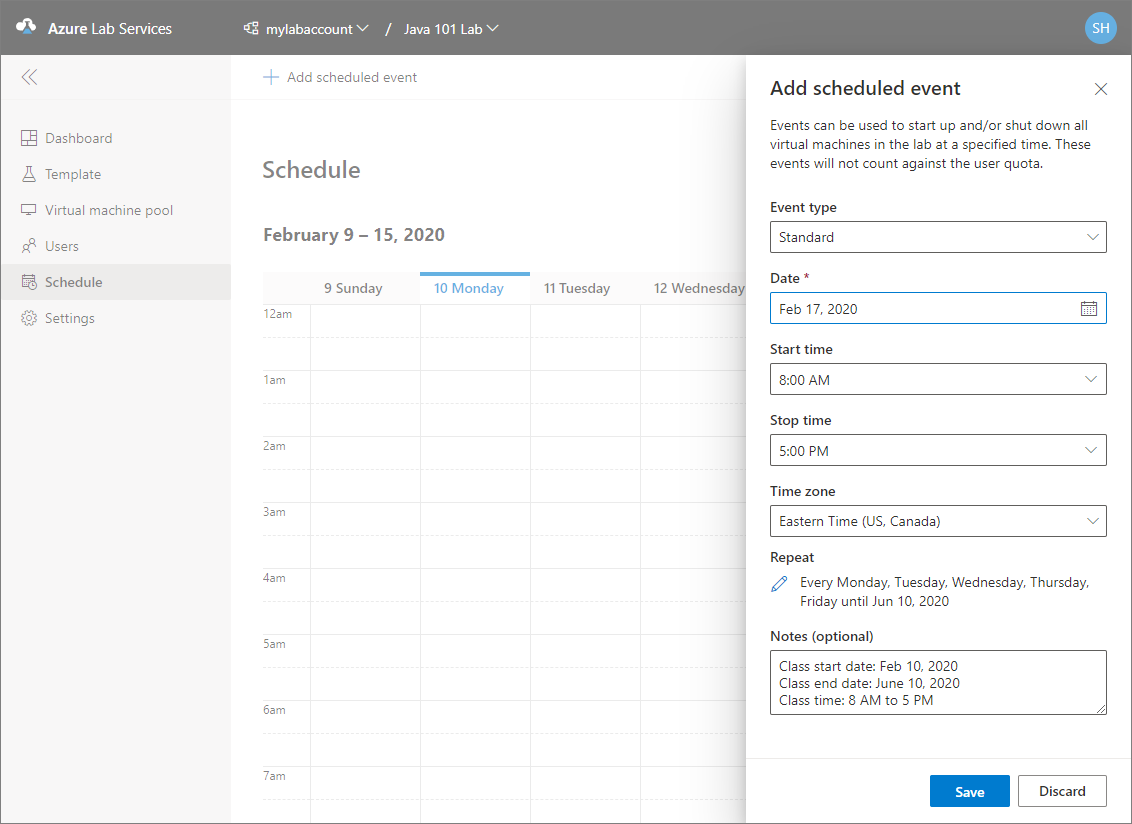 Azure Lab Services
mylabaccount / Java 101 Lab
SH
Dashboard
Template
Virtual machine pool
Users
Schedule
Settings
Add scheduled event
Schedule
February 9 – 15, 2020
9 Sunday 10 Monday 11 Tuesday 12 Wednesday
12am
1am
2am
3am
4am
5am
6am
7am
Add scheduled event
Events can be used to start up and/or shut down all
virtual machines in the lab at a specified time. These
events will not count against the user quota.
Event type
Standard
Date *
Feb 17, 2020
Start time
8:00 AM
Stop time
5:00 PM
Time zone
Eastern Time (US, Canada)
Repeat
Every Monday, Tuesday, Wednesday, Thursday,
Friday until Jun 10, 2020
Notes (optional)
Class start date: Feb 10, 2020
Class end date: June 10, 2020
Class time: 8 AM to 5 PM
Save Discard